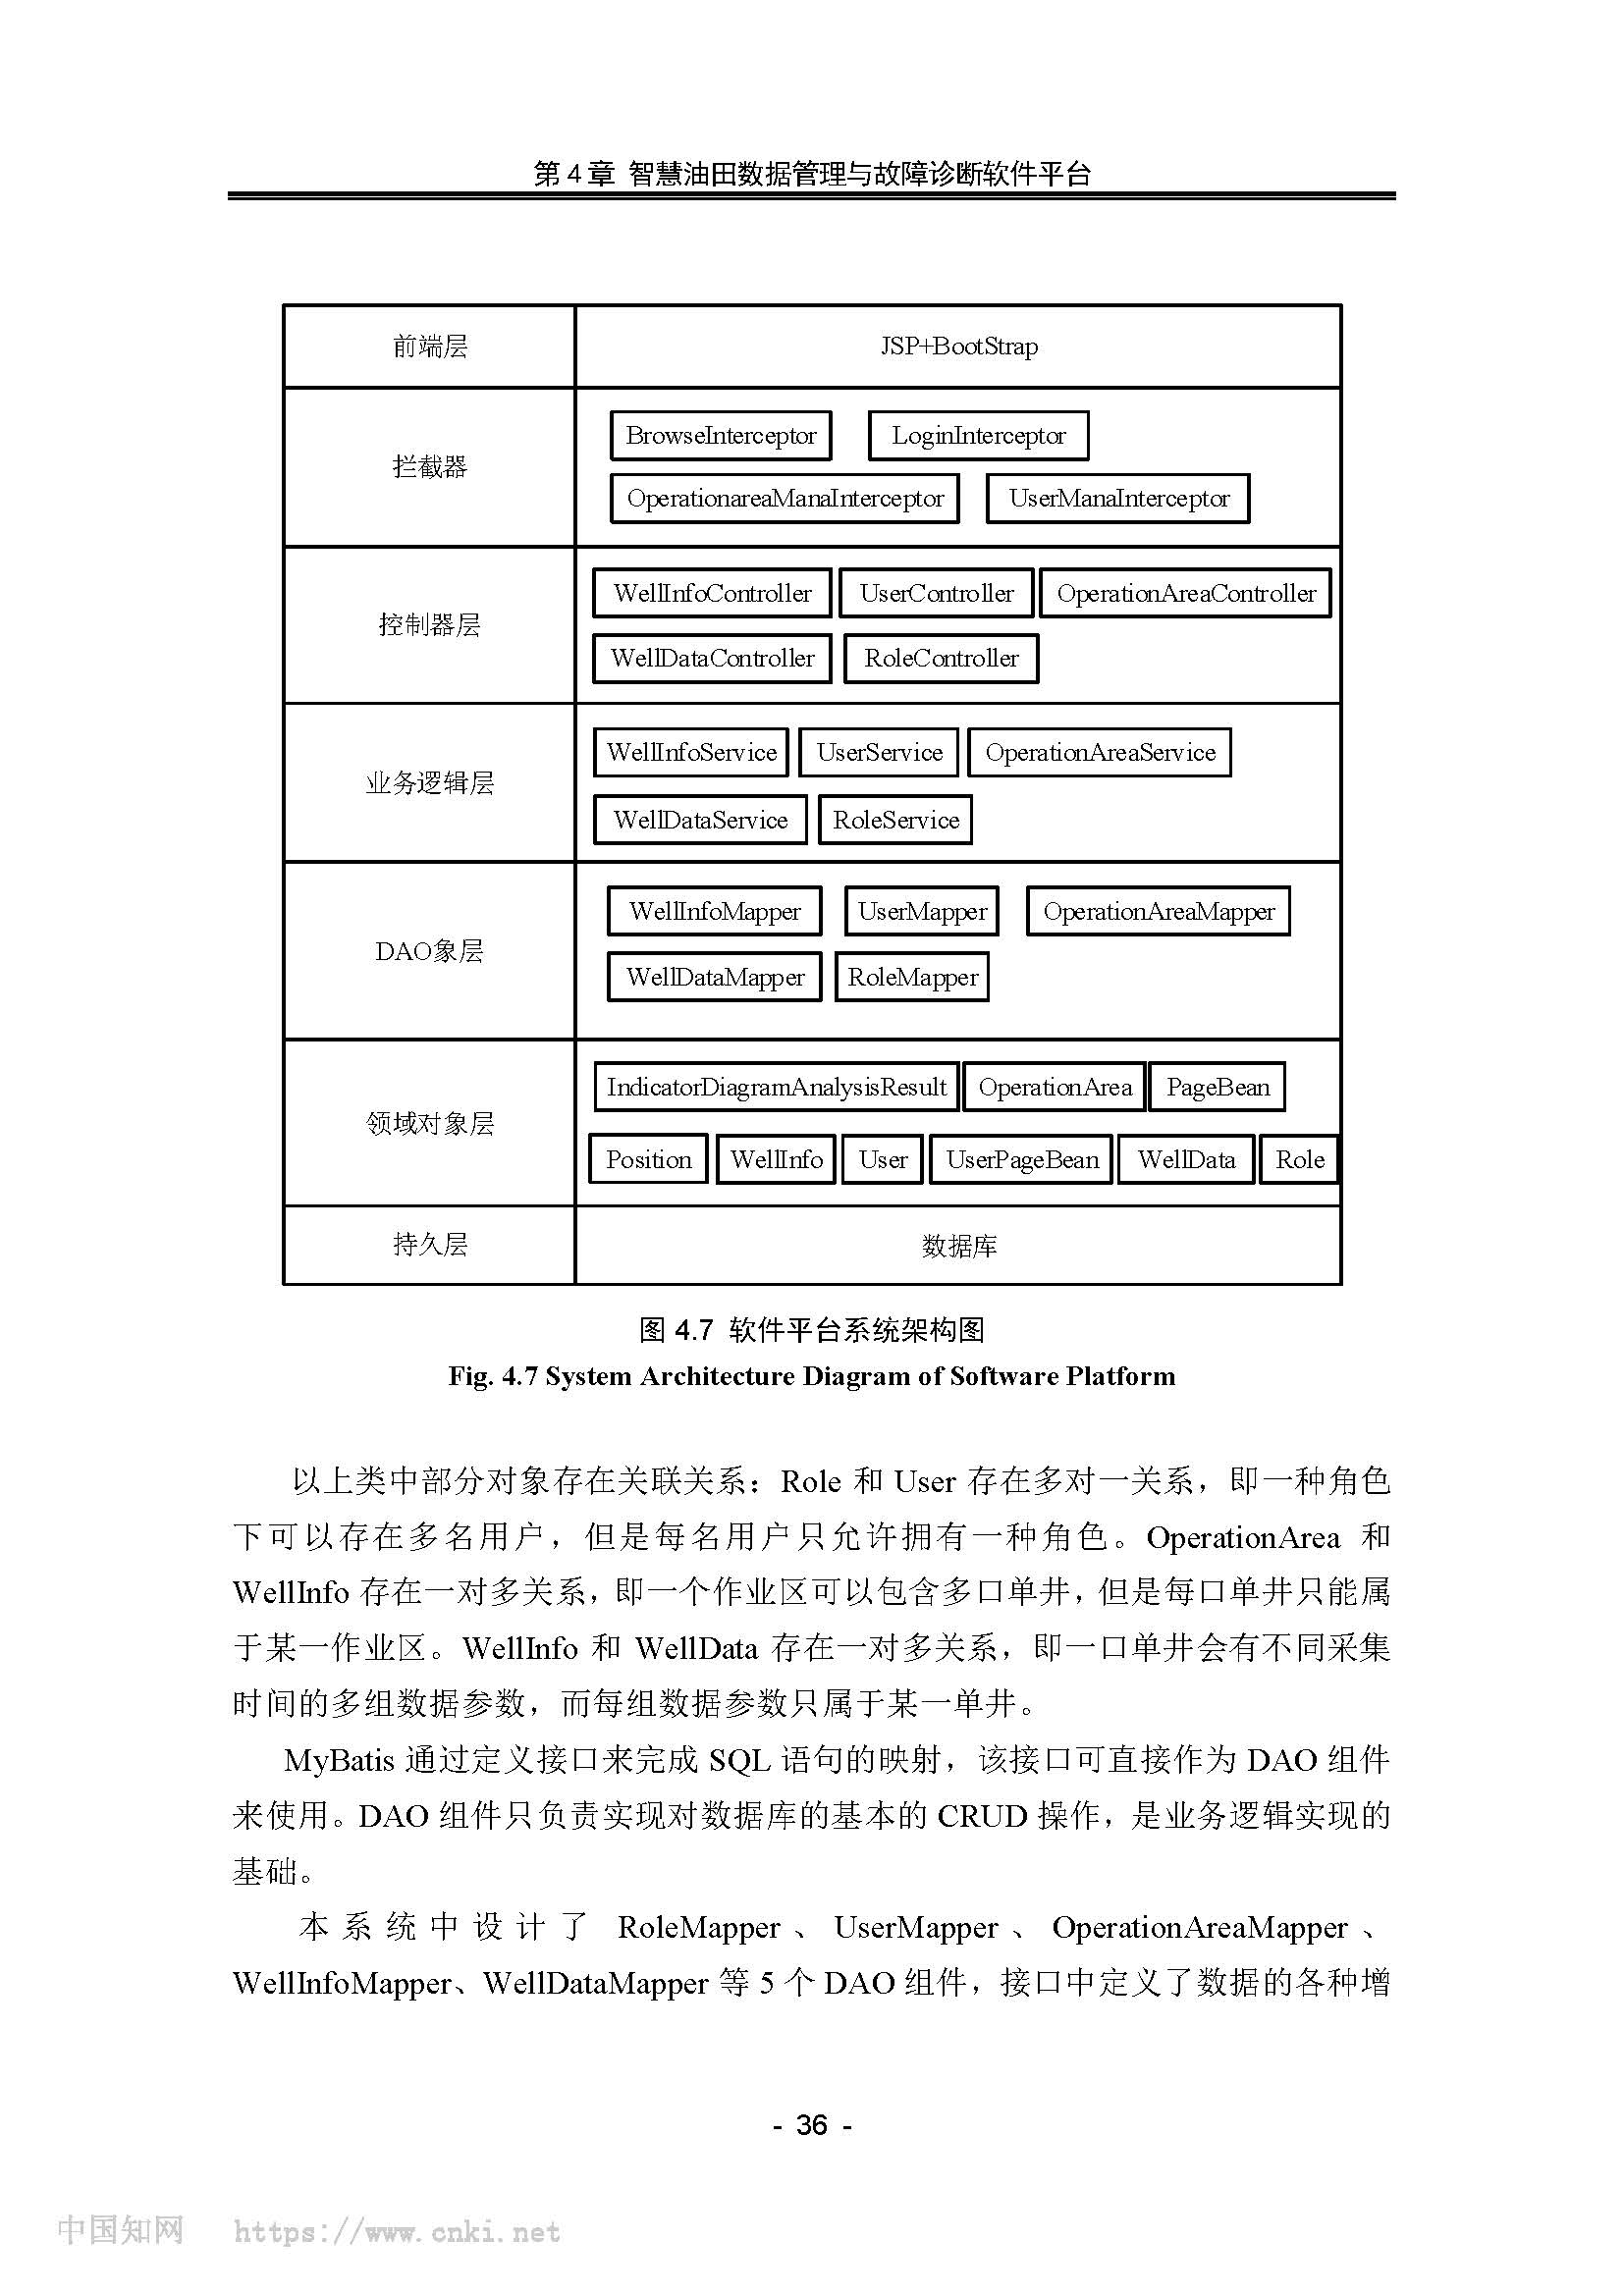 第 4 章 智慧油田数据管理与故障诊断软件平台
前端层
JSP+BootStrap
拦截器
BrowseInterceptor
LoginInterceptor
OperationareaManaInterceptor
UserManaInterceptor
控制器层
WellInfoController
UserController
OperationAreaController
WellDataController
RoleController
业务逻辑层
WellInfoService
UserService
OperationAreaService
WellDataService
RoleService
DAO象层
WellInfoMapper
UserMapper
OperationAreaMapper
WellDataMapper
RoleMapper
领域对象层
IndicatorDiagramAnalysisResult
OperationArea
PageBean
Position
WellInfo
User
UserPageBean
WellData
Role
持久层
数据库
图 4.7 软件平台系统架构图
Fig. 4.7 System Architecture Diagram of Software Platform
以上类中部分对象存在关联关系：Role 和 User 存在多对一关系，即一种角色
下可以存在多名用户，但是每名用户只允许拥有一种角色。OperationArea 和
WellInfo 存在一对多关系，即一个作业区可以包含多口单井，但是每口单井只能属
于某一作业区。WellInfo 和 WellData 存在一对多关系，即一口单井会有不同采集
时间的多组数据参数，而每组数据参数只属于某一单井。
MyBatis 通过定义接口来完成 SQL 语句的映射，该接口可直接作为 DAO 组件
来使用。DAO 组件只负责实现对数据库的基本的 CRUD 操作，是业务逻辑实现的
基础。
本系统中设计了 RoleMapper、UserMapper、OperationAreaMapper、
WellInfoMapper、WellDataMapper 等 5 个 DAO 组件，接口中定义了数据的各种增
- 36 -
中国知网 https://www.cnki.net